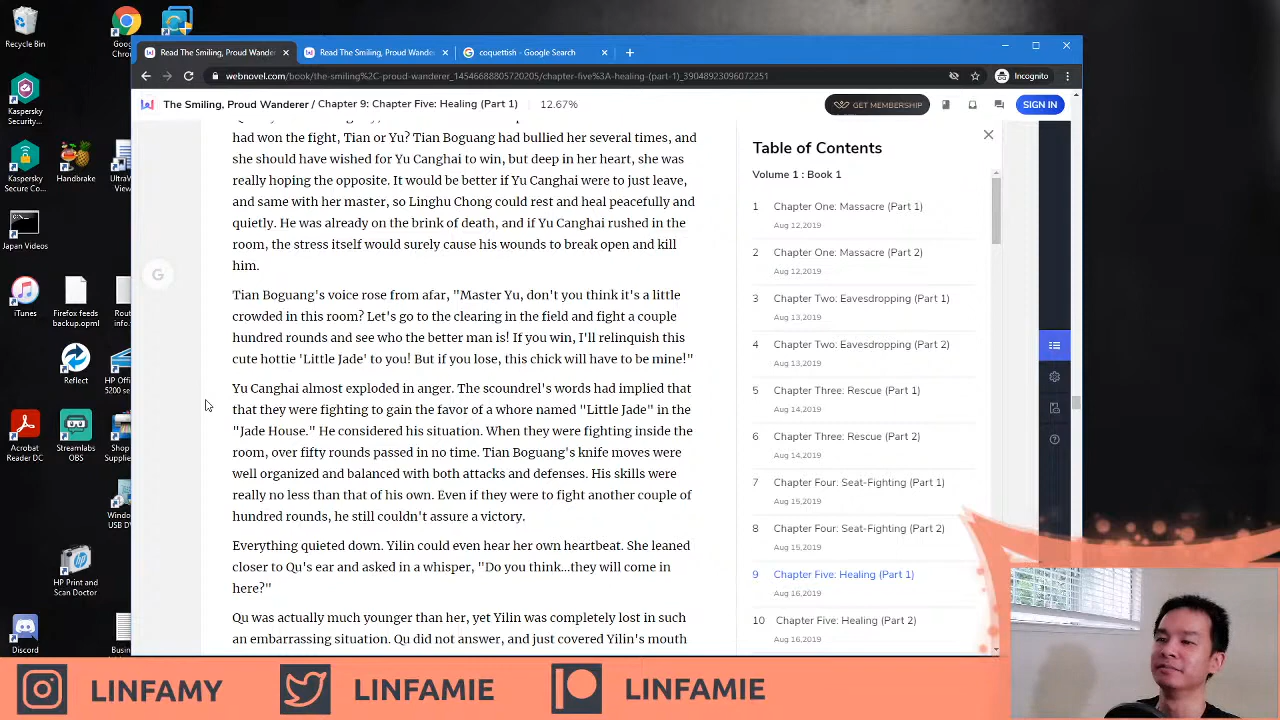 Recycle Bin
Goo
Chro
Read The Smiling, Proud Wander
Read The Smiling, Proud Wande
coquettish - Google Search
webnovel.com/book/the-smiling%2C-proud-wanderer_14546688805720205/chapter-five%3A-healing-(part-1)_39048923096072251
Incognito
The Smiling, Proud Wanderer / Chapter 9: Chapter Five: Healing (Part 1)
12.67%
GET MEMBERSHIP
SIGN IN
Kaspersky
Security...
Kaspersky
Secure Co...
Handbrake
UltraV
View
Japan Videos
iTunes
Firefox feeds
backup.opml
Route
info..
Reflect
HP Offi
5200 se
Acrobat
Reader DC
Streamlabs
OBS
Shop
Supplie
Window
USB DV
HP Print and
Scan Doctor
Discord
Busin
had won the fight, Tian or Yu? Tian Boguang had bullied her several times, and
she should have wished for Yu Canghai to win, but deep in her heart, she was
really hoping the opposite. It would be better if Yu Canghai were to just leave,
and same with her master, so Linghu Chong could rest and heal peacefully and
quietly. He was already on the brink of death, and if Yu Canghai rushed in the
room, the stress itself would surely cause his wounds to break open and kill
him.
G
Tian Boguang's voice rose from afar, "Master Yu, don't you think it's a little
crowded in this room? Let's go to the clearing in the field and fight a couple
hundred rounds and see who the better man is! If you win, I'll relinquish this
cute hottie 'Little Jade' to you! But if you lose, this chick will have to be mine!"
Yu Canghai almost exploded in anger. The scoundrel's words had implied that
that they were fighting to gain the favor of a whore named "Little Jade" in the
"Jade House." He considered his situation. When they were fighting inside the
room, over fifty rounds passed in no time. Tian Boguang's knife moves were
well organized and balanced with both attacks and defenses. His skills were
really no less than that of his own. Even if they were to fight another couple of
hundred rounds, he still couldn't assure a victory.
Everything quieted down. Yilin could even hear her own heartbeat. She leaned
closer to Qu's ear and asked in a whisper, "Do you think...they will come in
here?"
Qu was actually much younger than her, yet Yilin was completely lost in such
an embarrassing situation. Qu did not answer, and just covered Yilin's mouth
Table of Contents
Volume 1 : Book 1
1 Chapter One: Massacre (Part 1)
Aug 12,2019
2 Chapter One: Massacre (Part 2)
Aug 12,2019
3 Chapter Two: Eavesdropping (Part 1)
Aug 13,2019
4 Chapter Two: Eavesdropping (Part 2)
Aug 13,2019
5 Chapter Three: Rescue (Part 1)
Aug 14,2019
6 Chapter Three: Rescue (Part 2)
Aug 14,2019
7 Chapter Four: Seat-Fighting (Part 1)
Aug 15,2019
8 Chapter Four: Seat-Fighting (Part 2)
Aug 15,2019
9 Chapter Five: Healing (Part 1)
Aug 16,2019
10 Chapter Five: Healing (Part 2)
Aug 16,2019
LINFAMY
LINFAMIE
LINFAMIE